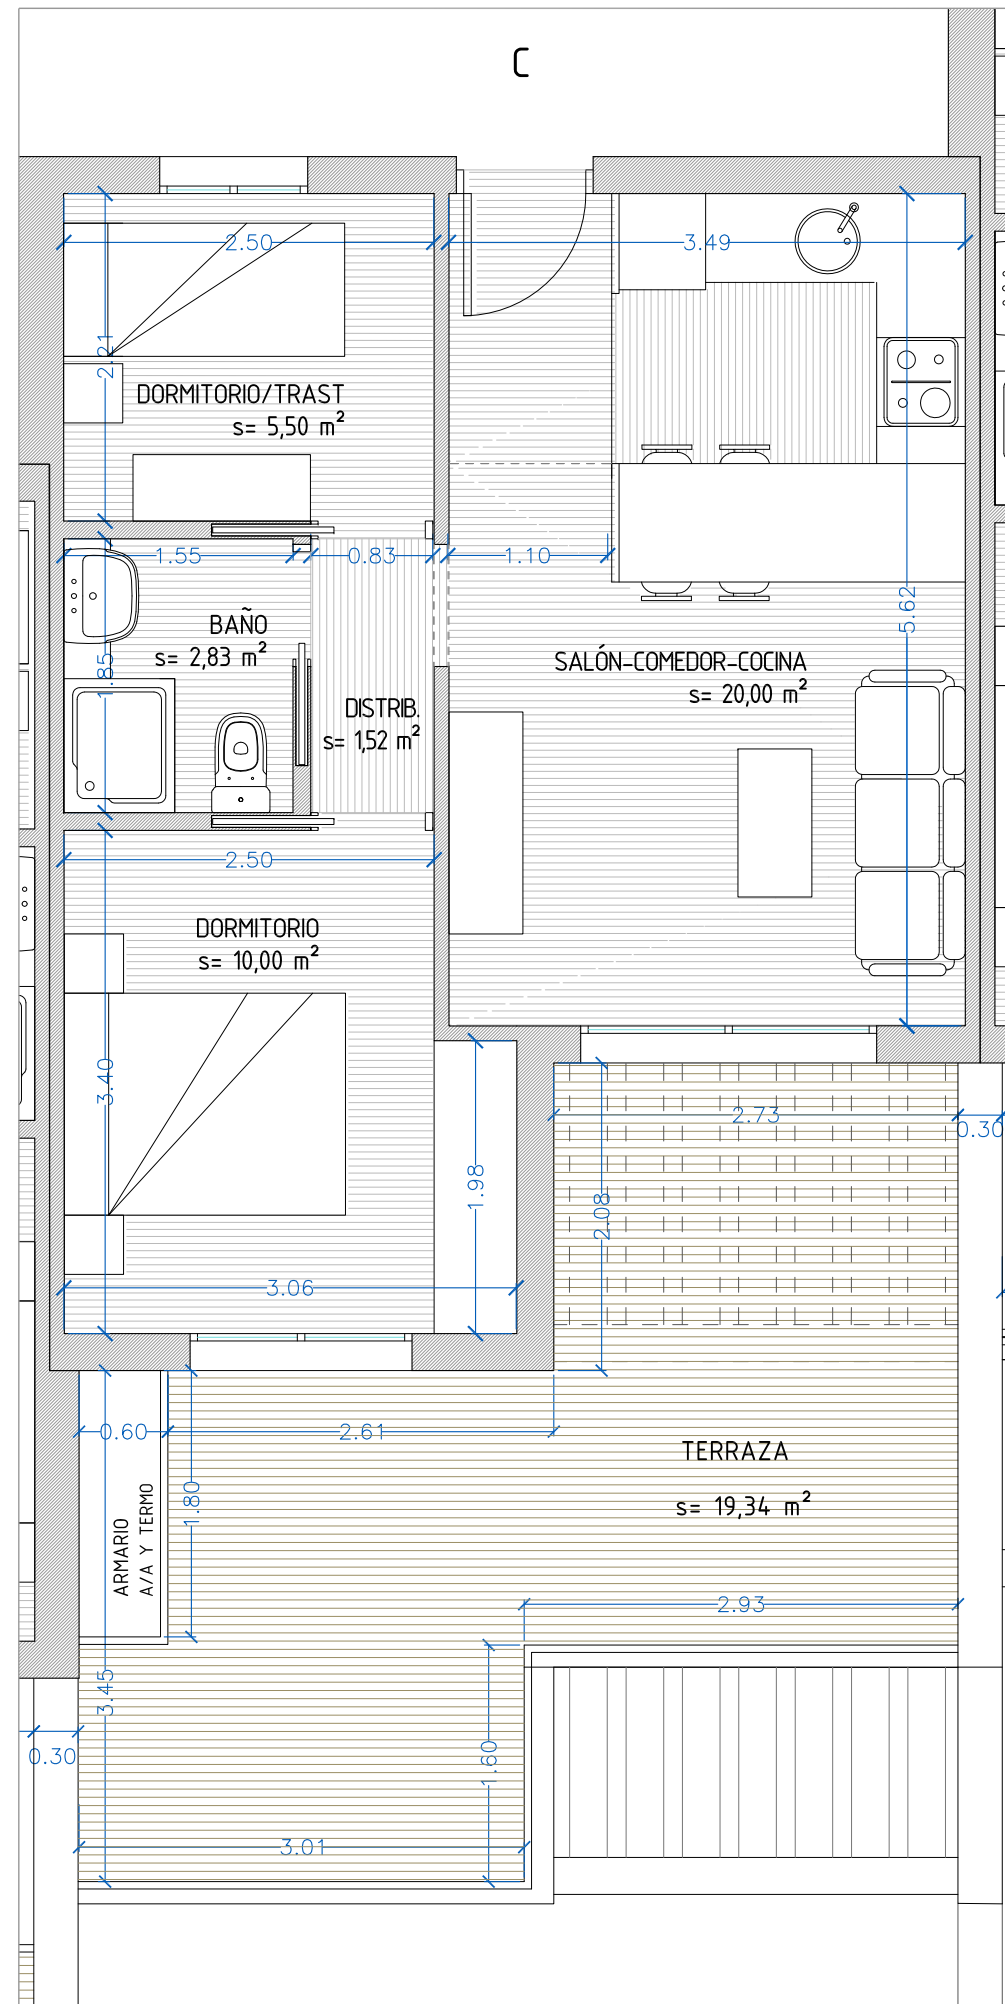 C
2.50
3.49
2.21
DORMITORIO/TRAST
s= 5,50 m²
1.55
0.83
1.10
5.62
BAÑO
s= 2,83 m²
1.85
SALÓN-COMEDOR-COCINA
s= 20,00 m²
DISTRIB.
s= 1,52 m²
2.50
DORMITORIO
s= 10,00 m²
3.40
2.73
0.30
1.98
2.08
3.06
0.60
2.61
TERRAZA
s= 19,34 m²
1.80
ARMARIO
A/A Y TERMO
2.93
3.45
0.30
1.60
3.01